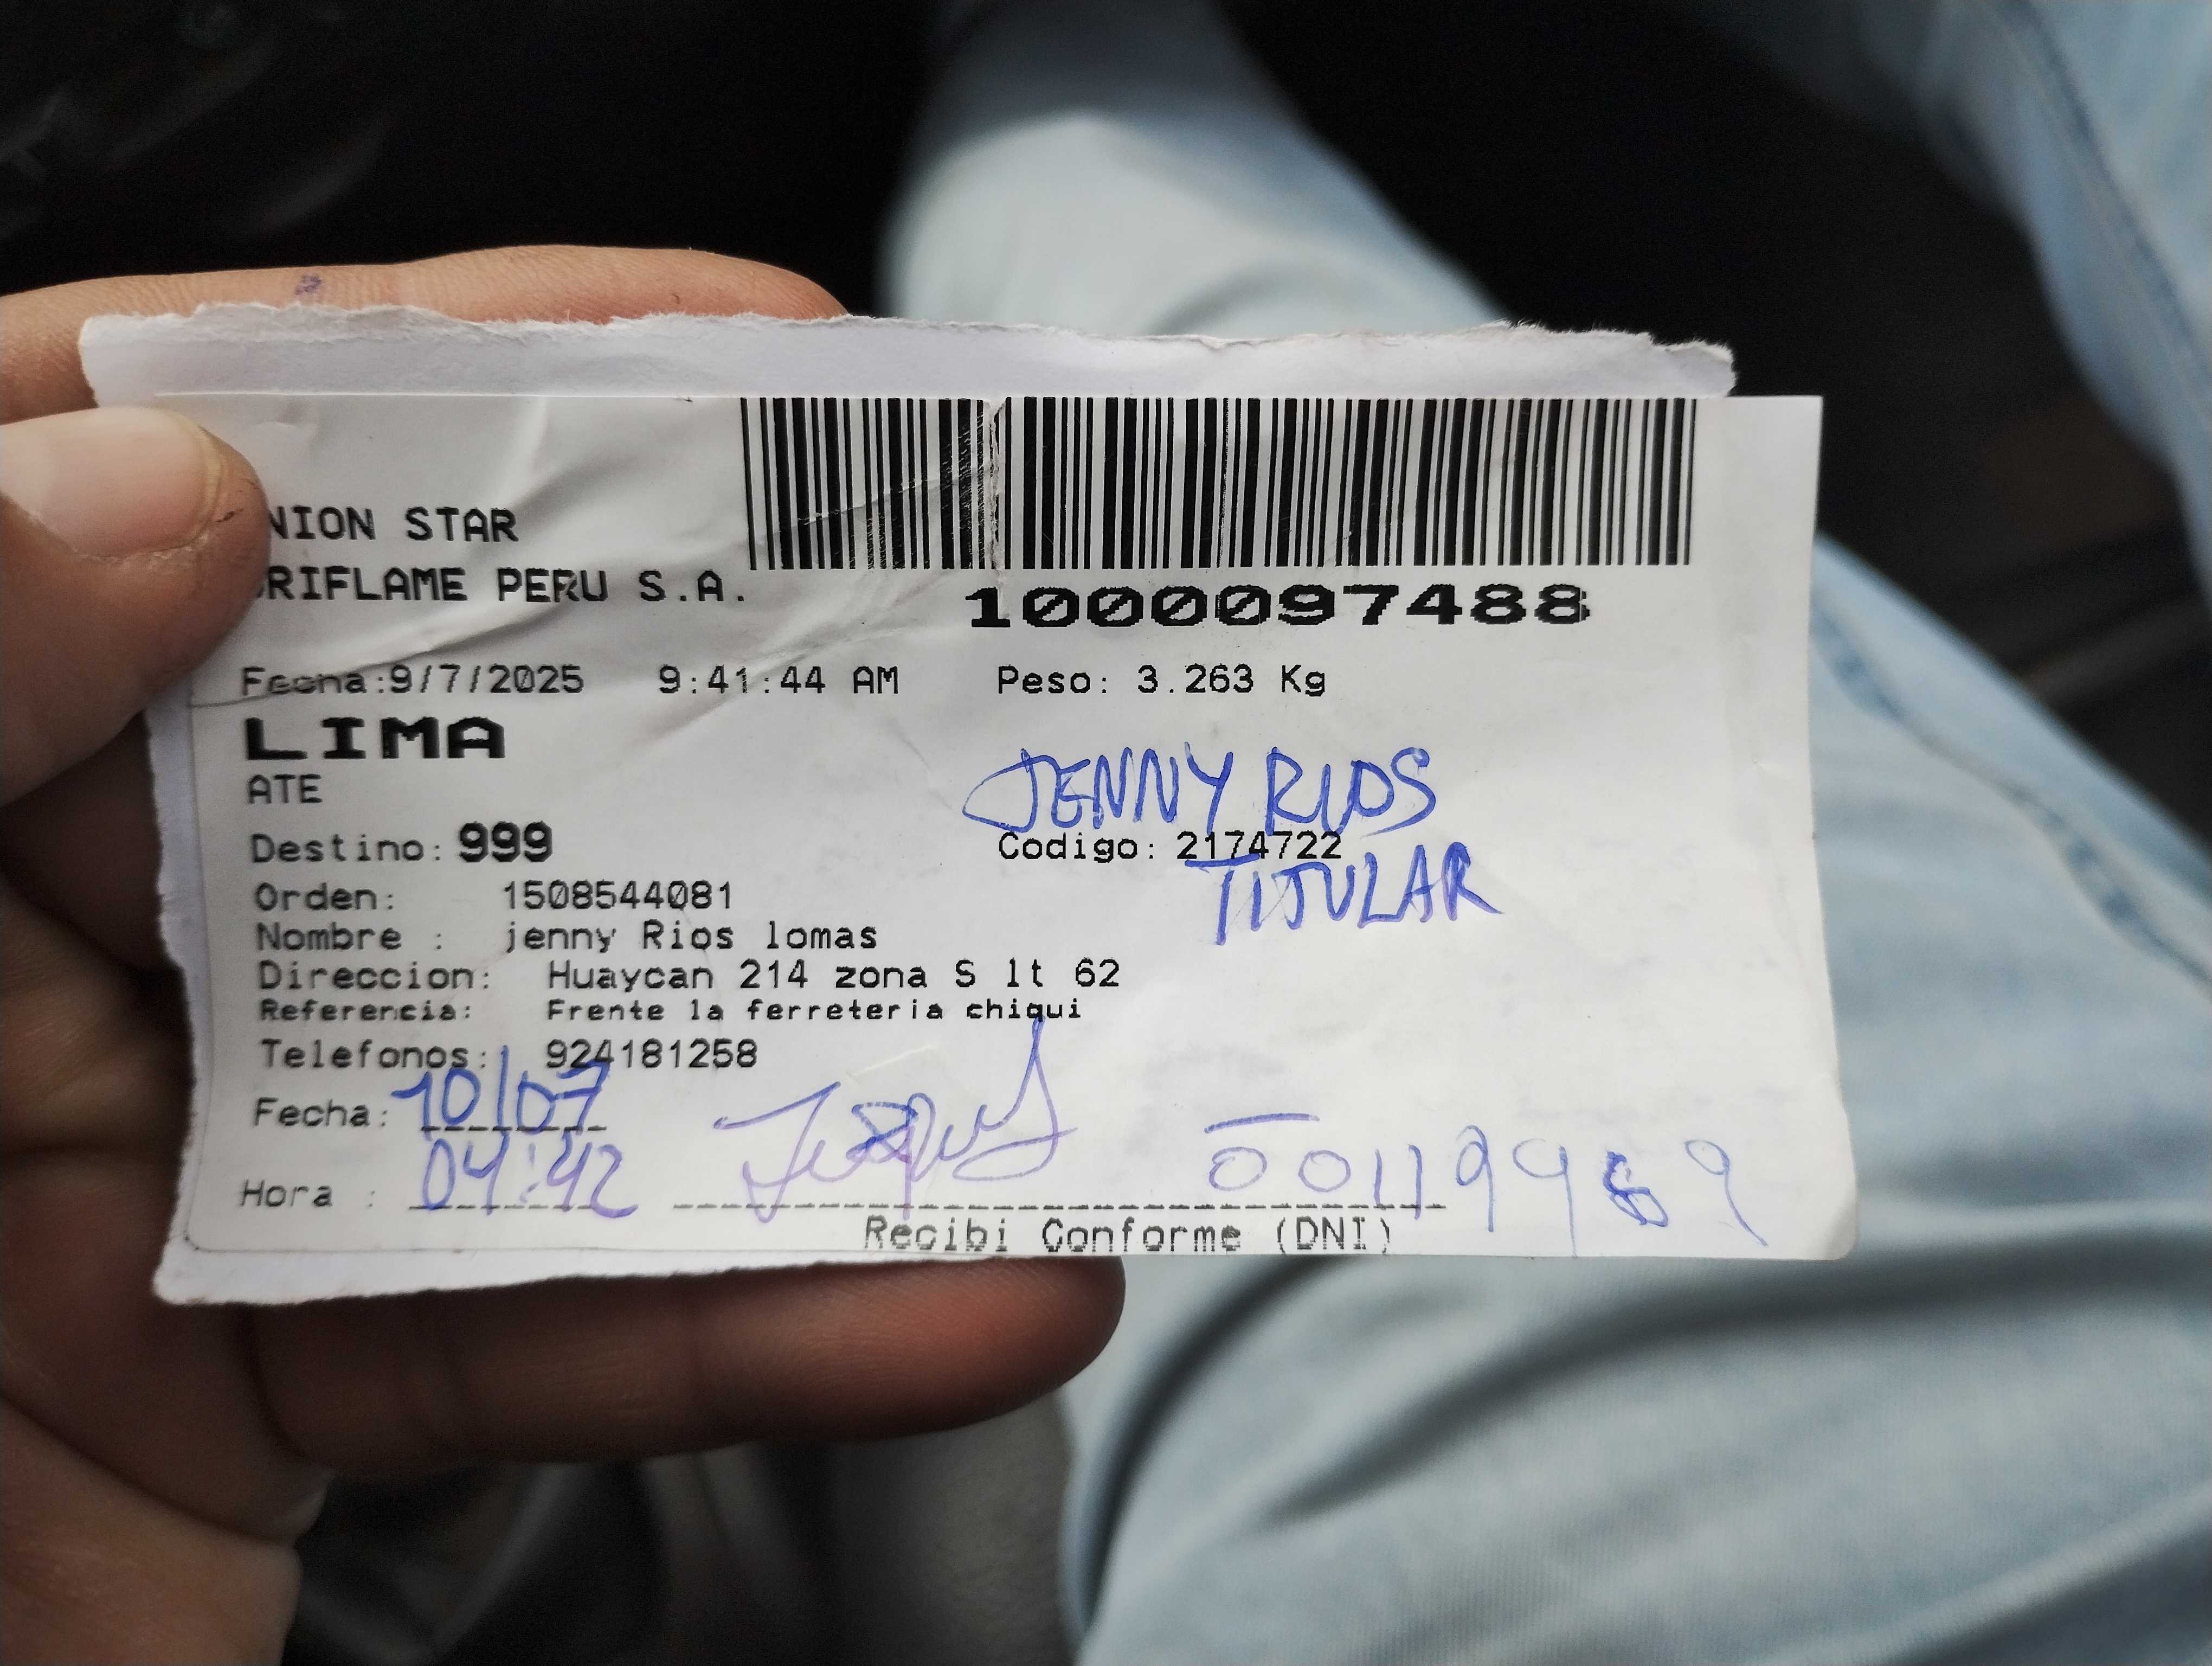 NION STAR
RIFLAME PERU S.A.
1000097488
Fecha:9/7/2025 9:41:44 AM Peso: 3.263 Kg
LIMA
JENNY RIOS
ATE
Destino: 999 Codigo: 2174722
TITULAR
Orden: 1508544081
Nombre : jenny Rios lomas
Direccion: Huaycan 214 zona S lt 62
Referencia: Frente la ferreteria chiqui
Telefonos: 924181258
Fecha: 10/07
Hora : 04:42
Recibi Conforme (DNI)